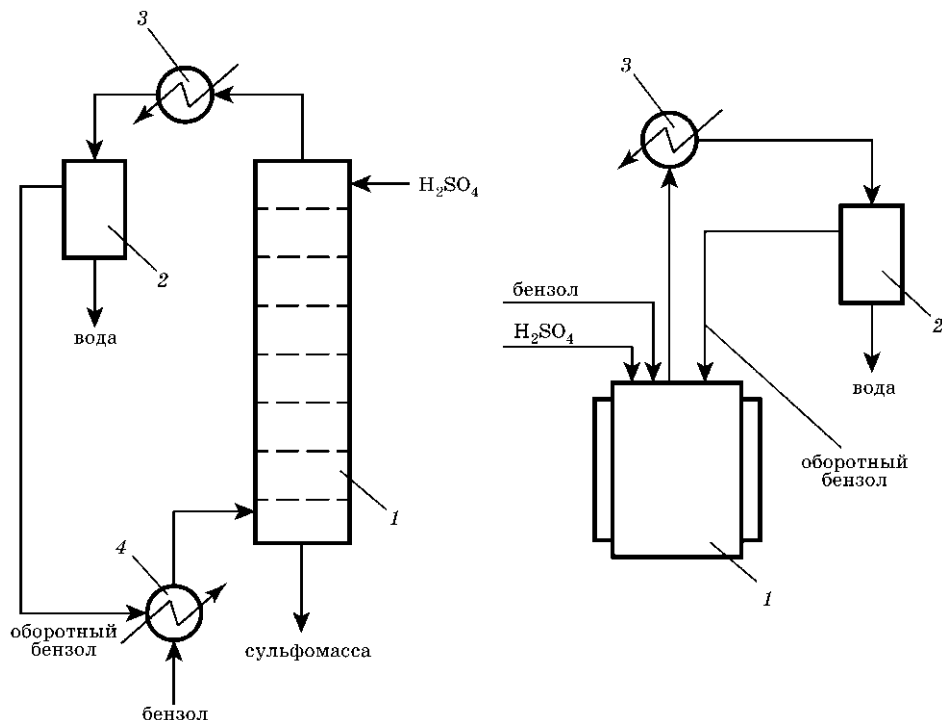 3
H₂SO₄
2
вода
1
4
оборотный
бензол
сульфомасса
бензол
3
бензол
H₂SO₄
2
вода
оборотный
бензол
1